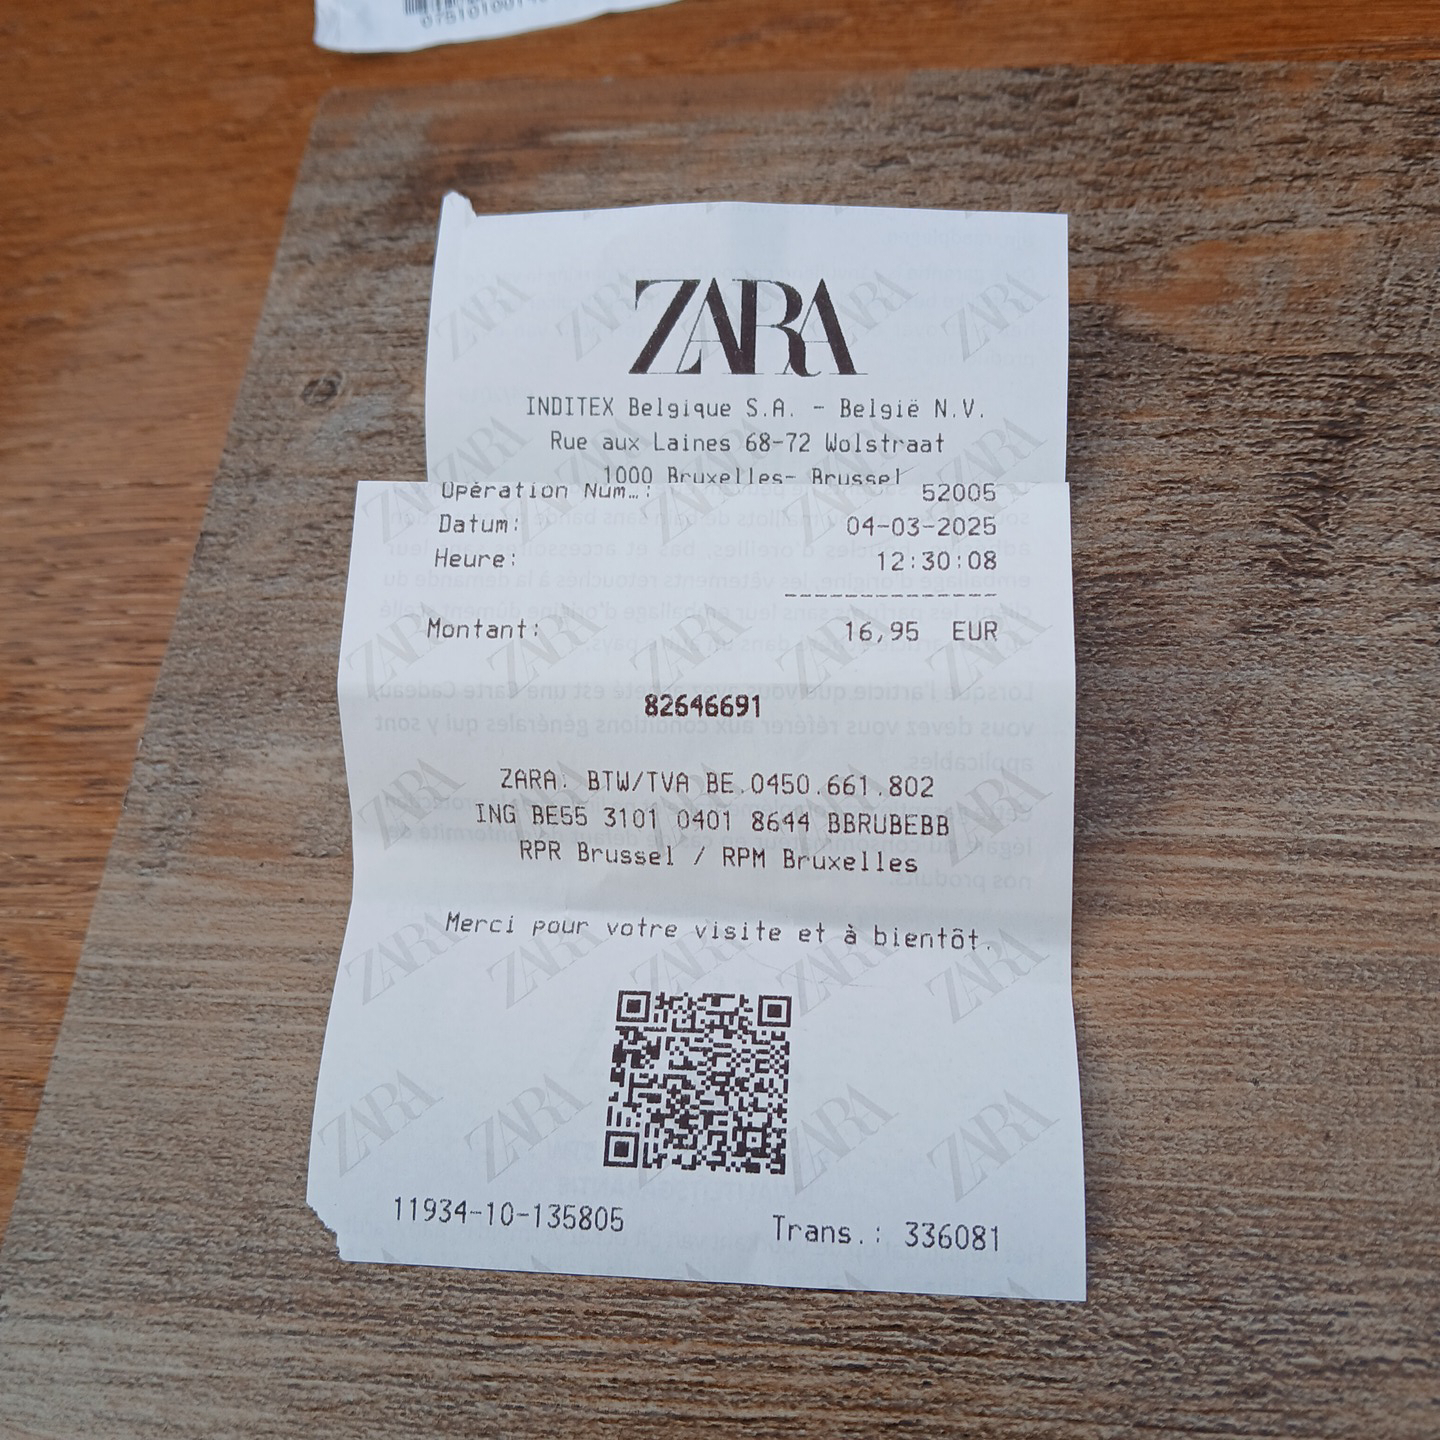 ZARA
INDITEX Belgique S.A. - België N.V.
Rue aux Laines 68-72 Wolstraat
1000 Bruxelles- Brussel
Opération Num…: 52005
Datum: 04-03-2025
Heure: 12:30:08
--------------
Montant: 16,95 EUR
82646691
ZARA: BTW/TVA BE.0450.661.802
ING BE55 3101 0401 8644 BBRUBEBB
RPR Brussel / RPM Bruxelles
Merci pour votre visite et à bientôt.
11934-10-135805 Trans.: 336081